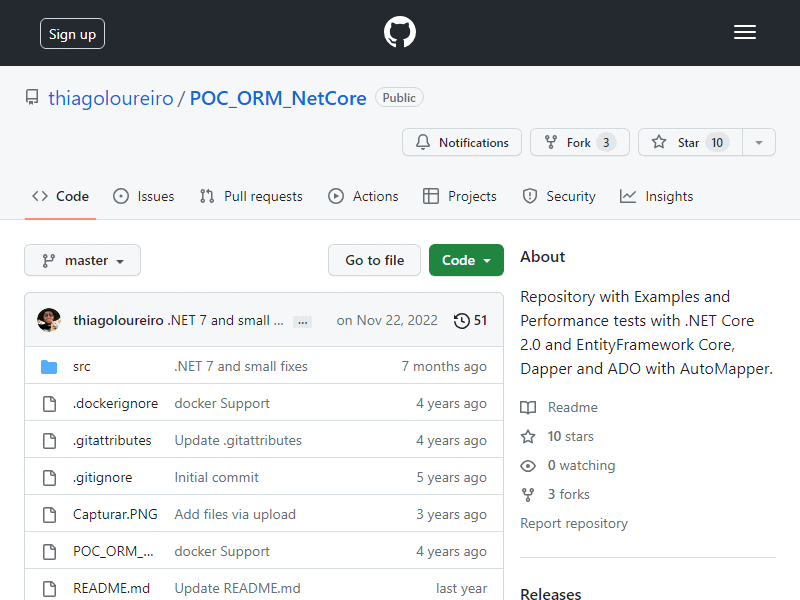 Sign up
thiagoloureiro / POC_ORM_NetCore Public
Notifications Fork 3 Star 10
Code Issues Pull requests Actions Projects Security Insights
master Go to file Code
thiagoloureiro .NET 7 and small ... ... on Nov 22, 2022 51
src .NET 7 and small fixes 7 months ago
.dockerignore docker Support 4 years ago
.gitattributes Update .gitattributes 4 years ago
.gitignore Initial commit 5 years ago
Capturar.PNG Add files via upload 3 years ago
POC_ORM_... docker Support 4 years ago
README.md Update README.md last year
About
Repository with Examples and
Performance tests with .NET Core
2.0 and EntityFramework Core,
Dapper and ADO with AutoMapper.
Readme
10 stars
0 watching
3 forks
Report repository
Releases